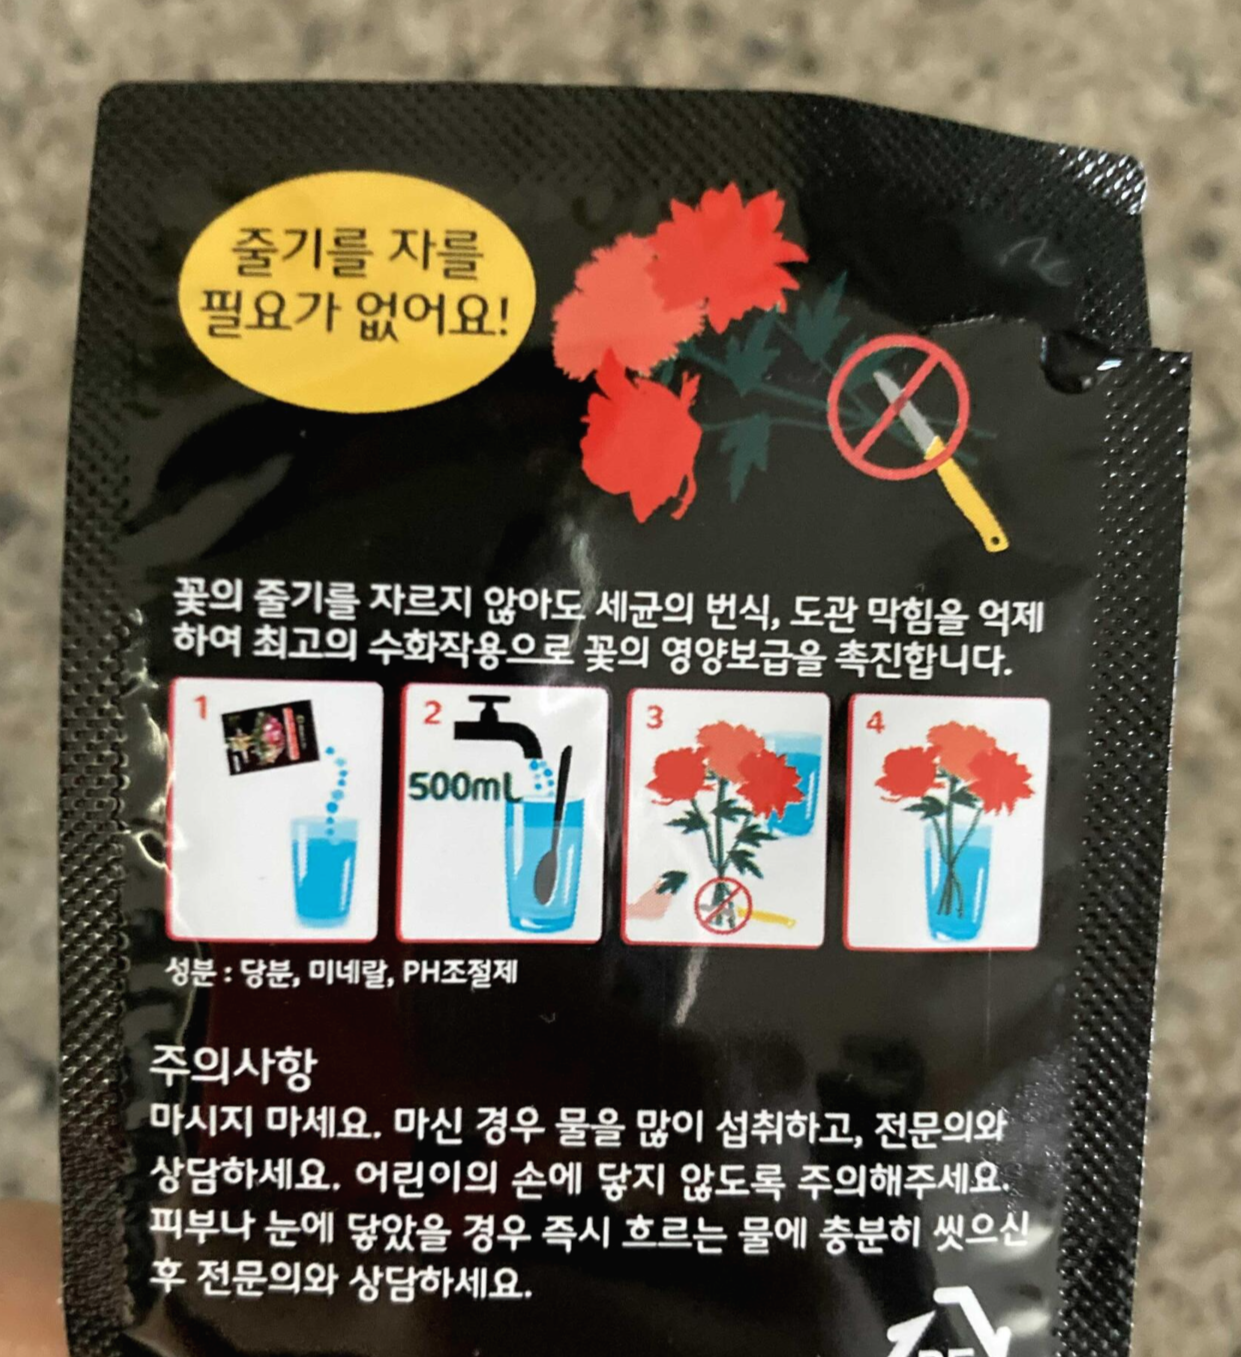 줄기를 자를
필요가 없어요!
꽃의 줄기를 자르지 않아도 세균의 번식, 도관 막힘을 억제
하여 최고의 수화작용으로 꽃의 영양보급을 촉진합니다.
1
2
3
4
500mL
성분 : 당분, 미네랄, PH조절제
주의사항
마시지 마세요. 마신 경우 물을 많이 섭취하고, 전문의와
상담하세요. 어린이의 손에 닿지 않도록 주의해주세요.
피부나 눈에 닿았을 경우 즉시 흐르는 물에 충분히 씻으신
후 전문의와 상담하세요.